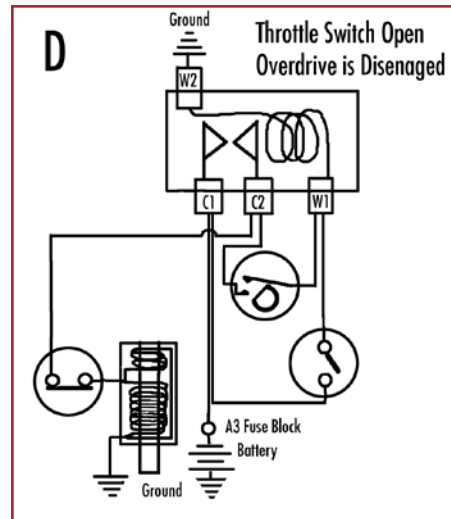 D
Ground
Throttle Switch Open
Overdrive is Disenaged
W2
C1
C2
W1
A3 Fuse Block
Battery
Ground